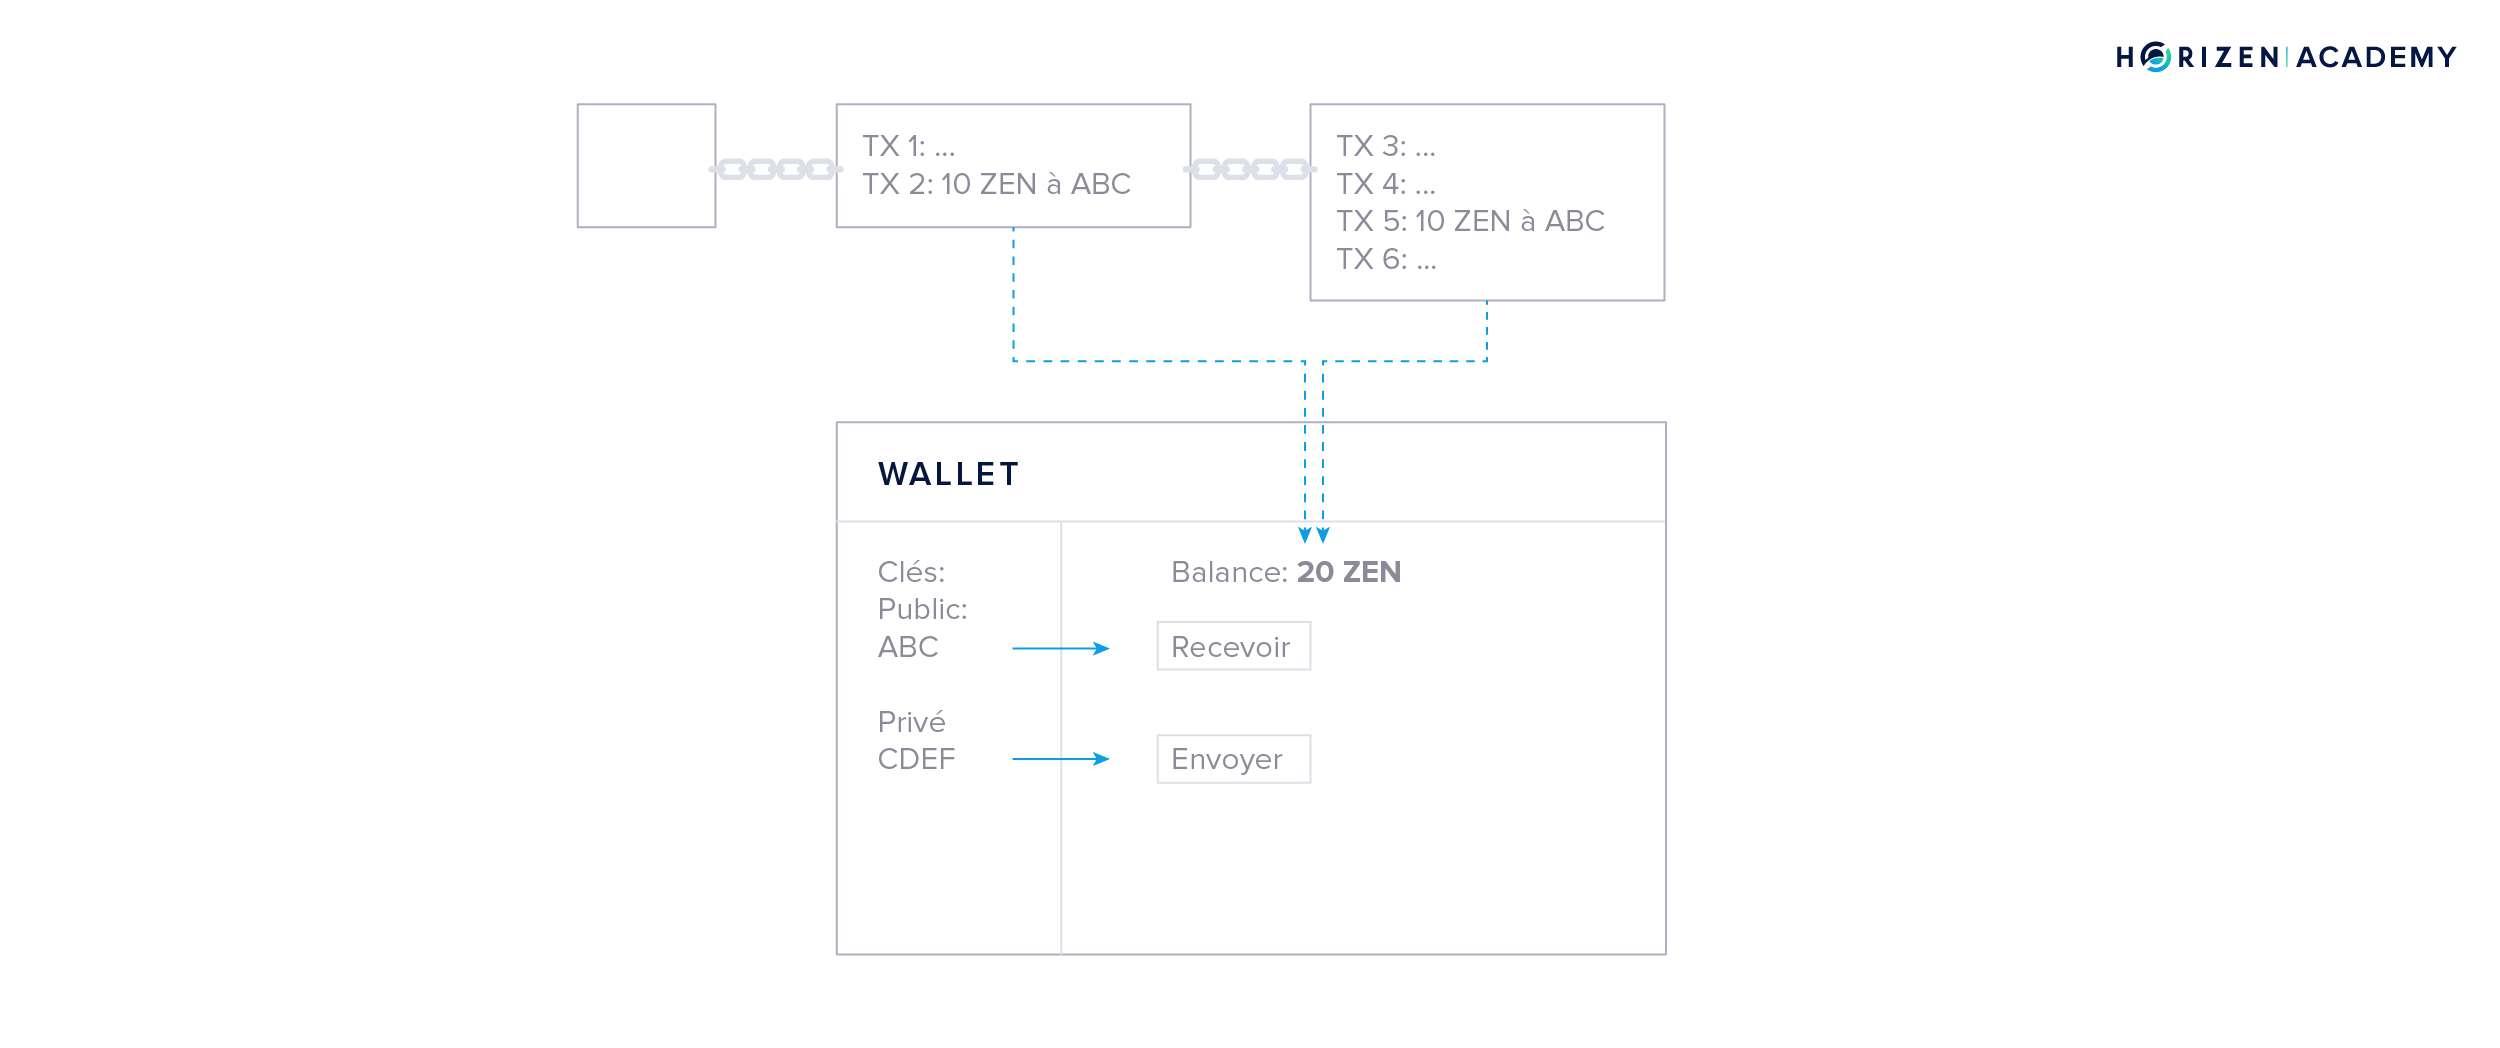 HORIZEN | ACADEMY
TX 1: ...
TX 2: 10 ZEN à ABC
TX 3: ...
TX 4: ...
TX 5: 10 ZEN à ABC
TX 6: ...
WALLET
Clés:
Public:
ABC
Privé
CDEF
Balance: 20 ZEN
Recevoir
Envoyer